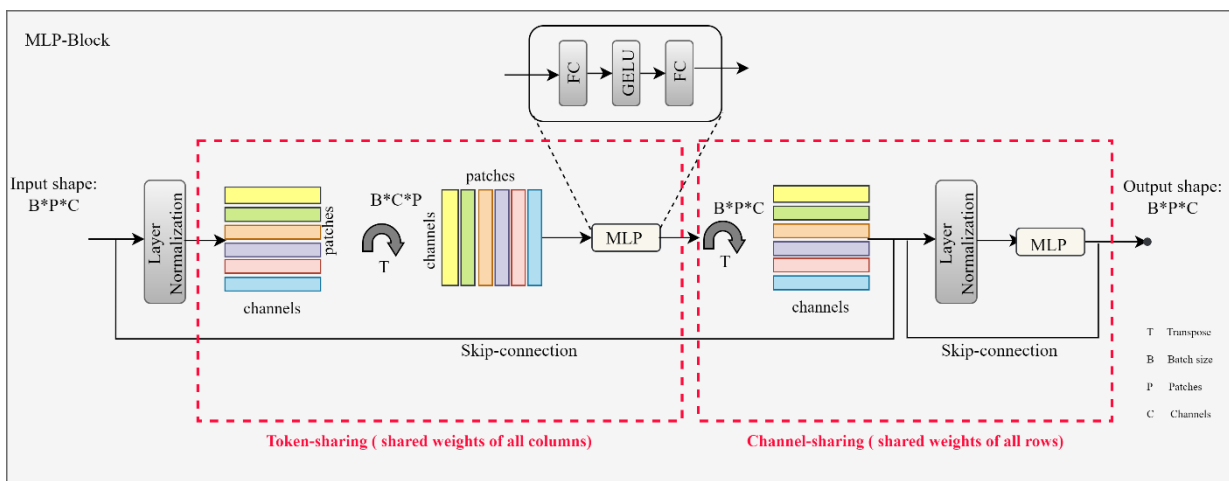 MLP-Block
FC
GELU
FC
Input shape:
B*P*C
Layer
Normalization
patches
channels
B*C*P
T
patches
channels
MLP
B*P*C
T
channels
Layer
Normalization
MLP
Output shape:
B*P*C
Skip-connection
Skip-connection
T Transpose
B Batch size
P Patches
C Channels
Token-sharing ( shared weights of all columns)
Channel-sharing ( shared weights of all rows)